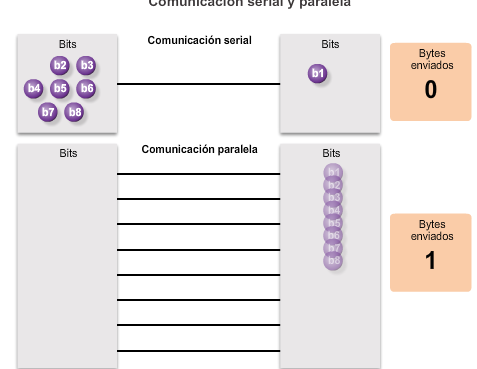 Comunicación serial y paralela
Bits
Comunicación serial
Bits
Bytes
enviados
0
b2 b3
b1
b4 b5 b6
b7 b8
Bits
Comunicación paralela
Bits
b1
b2
b3
b4
b5
b6
b7
b8
Bytes
enviados
1